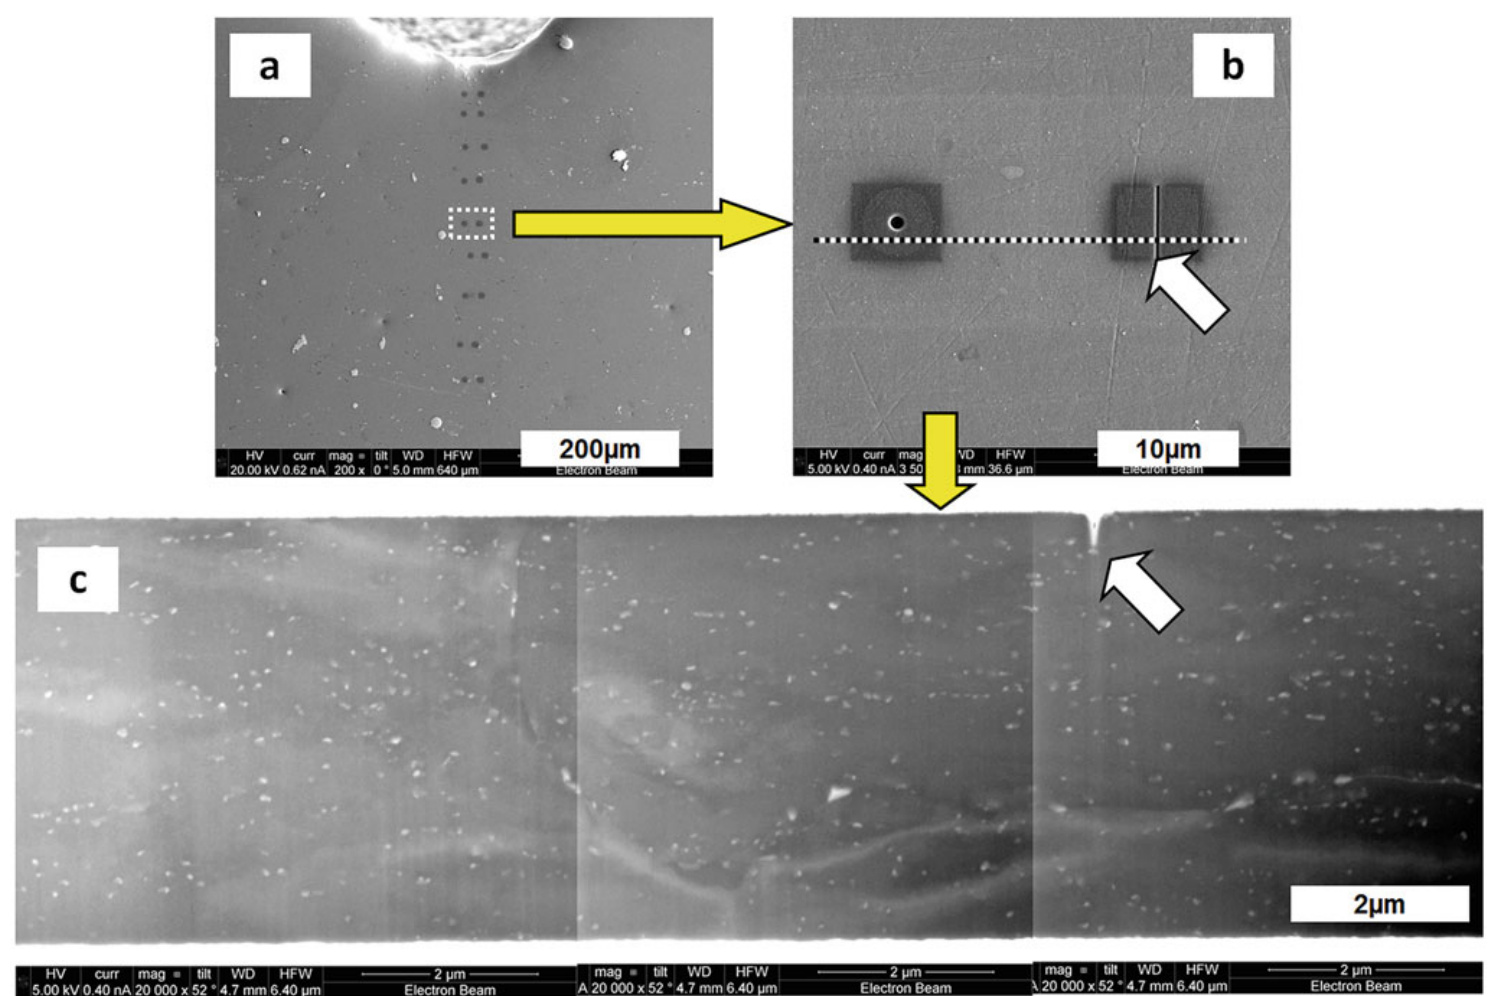 a
200µm
HV curr mag tilt WD HFW
20.00 kV 0.62 nA 200 x 0° 5.0 mm 640 µm Electron Beam
b
10µm
HV curr mag WD HFW
5.00 kV 0.40 nA 3 50 mm 36.6 µm Electron Beam
c
2µm
HV curr mag tilt WD HFW 2 µm
5.00 kV 0.40 nA 20 000 x 52° 4.7 mm 6.40 µm Electron Beam
mag tilt WD HFW 2 µm
A 20 000 x 52° 4.7 mm 6.40 µm Electron Beam
mag tilt WD HFW 2 µm
A 20 000 x 52° 4.7 mm 6.40 µm Electron Beam